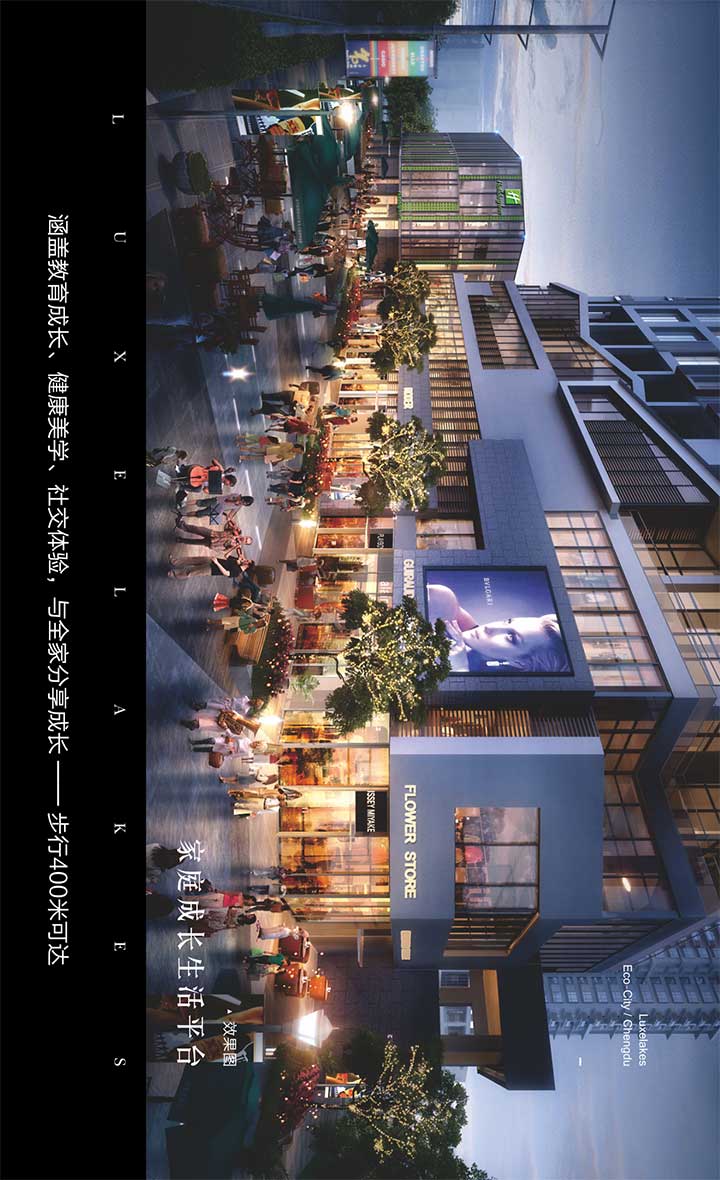 Luxelakes
Eco-City / Chengdu
BVLGARI
FLOWER STORE
ISSEY MIYAKE
家庭成长生活平台
效果图
LUXELAKES
涵盖教育成长、健康美学、社交体验，与全家分享成长 —— 步行400米可达